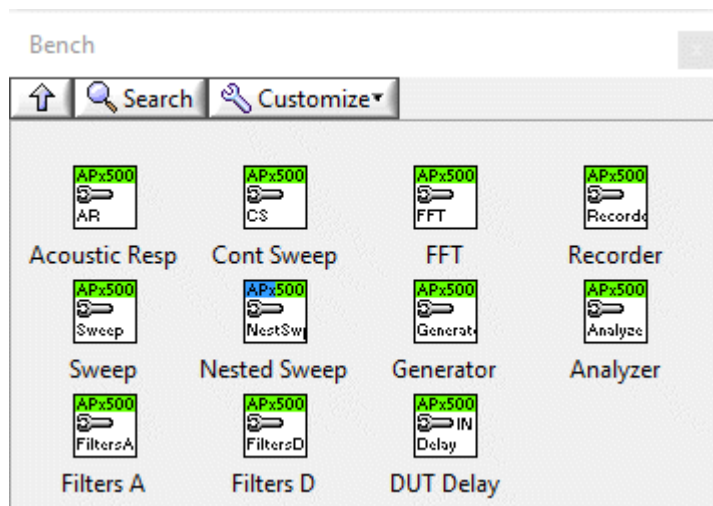 Bench
x
Search Customize
APx500 APx500 APx500 APx500
AR CS FFT Recorde
Acoustic Resp Cont Sweep FFT Recorder
APx500 APx500 APx500 APx500
Sweep NestSw Generat Analyze
Sweep Nested Sweep Generator Analyzer
APx500 APx500 APx500
IN
FiltersA FiltersD Delay
Filters A Filters D DUT Delay